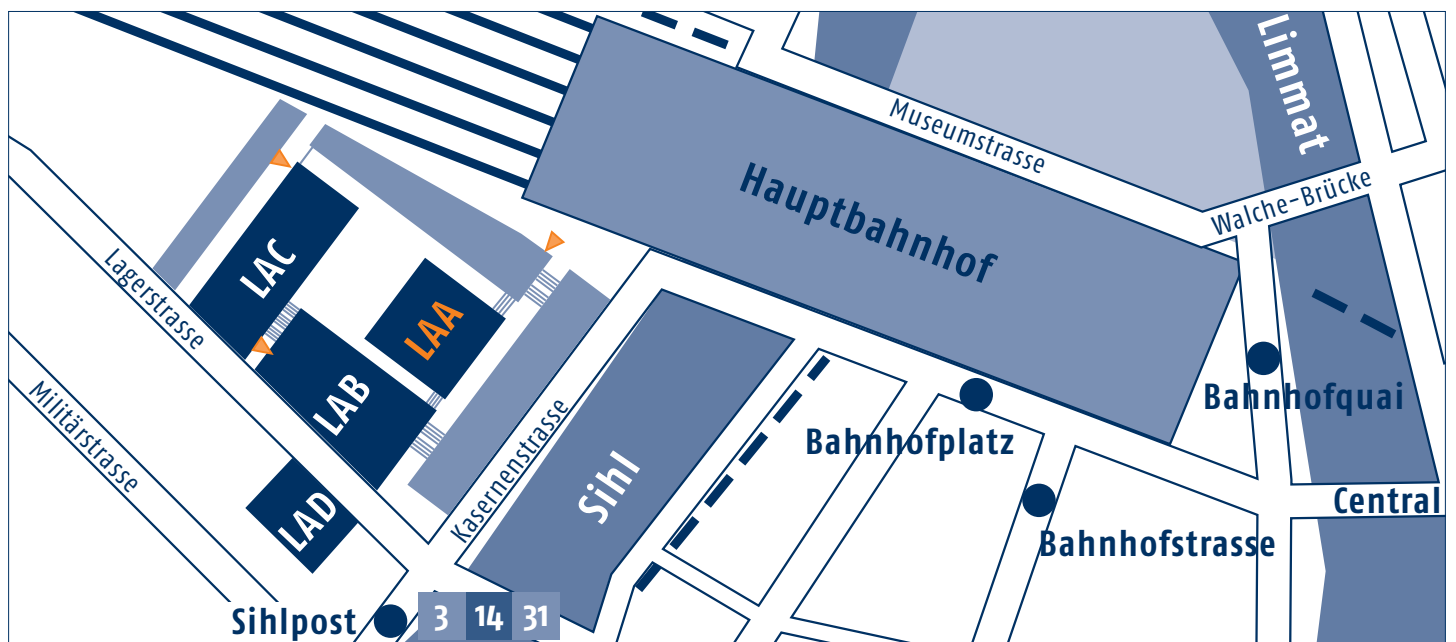 Limmat
Museumstrasse
Walche-Brücke
Hauptbahnhof
LAC
Lagerstrasse
LAA
LAB
Militärstrasse
Bahnhofquai
Bahnhofplatz
Kasernenstrasse
Sihl
LAD
Central
Bahnhofstrasse
Sihlpost 3 14 31